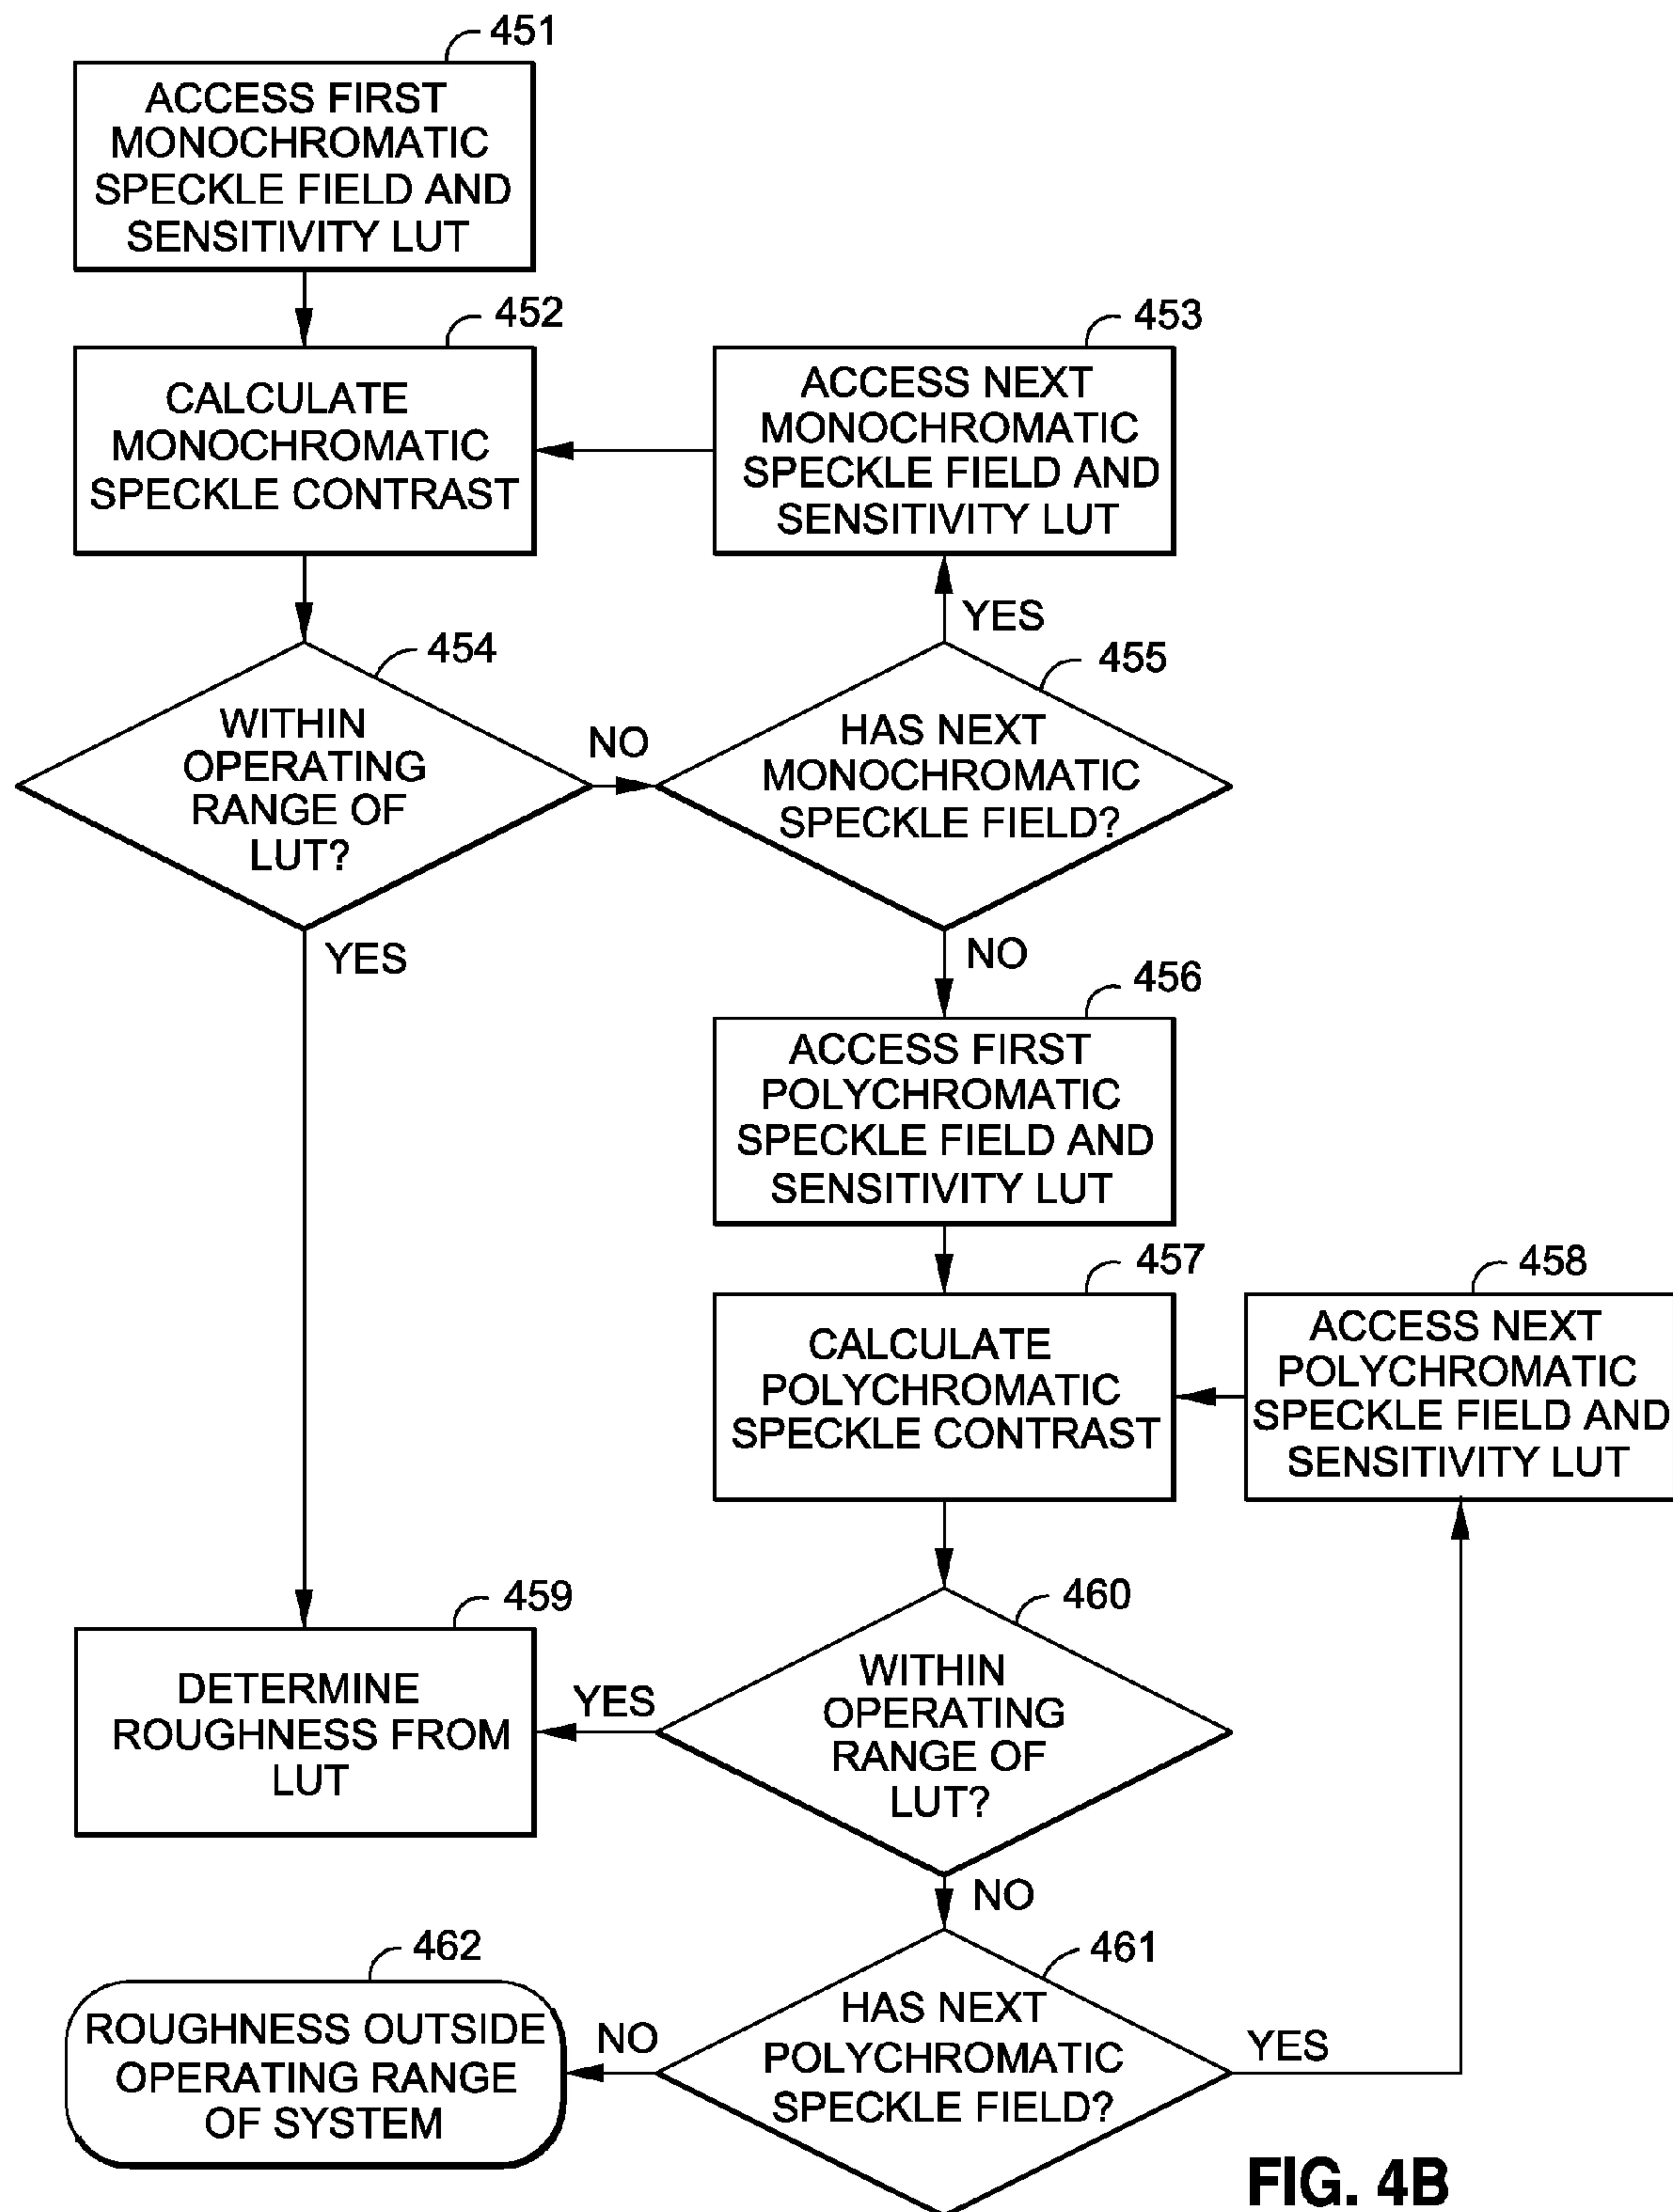 451
ACCESS FIRST
MONOCHROMATIC
SPECKLE FIELD AND
SENSITIVITY LUT
452
CALCULATE
MONOCHROMATIC
SPECKLE CONTRAST
453
ACCESS NEXT
MONOCHROMATIC
SPECKLE FIELD AND
SENSITIVITY LUT
454
WITHIN
OPERATING
RANGE OF
LUT?
NO
YES
455
HAS NEXT
MONOCHROMATIC
SPECKLE FIELD?
YES
NO
456
ACCESS FIRST
POLYCHROMATIC
SPECKLE FIELD AND
SENSITIVITY LUT
457
CALCULATE
POLYCHROMATIC
SPECKLE CONTRAST
458
ACCESS NEXT
POLYCHROMATIC
SPECKLE FIELD AND
SENSITIVITY LUT
459
DETERMINE
ROUGHNESS FROM
LUT
YES
460
WITHIN
OPERATING
RANGE OF
LUT?
NO
461
HAS NEXT
POLYCHROMATIC
SPECKLE FIELD?
YES
NO
462
ROUGHNESS OUTSIDE
OPERATING RANGE
OF SYSTEM
FIG. 4B